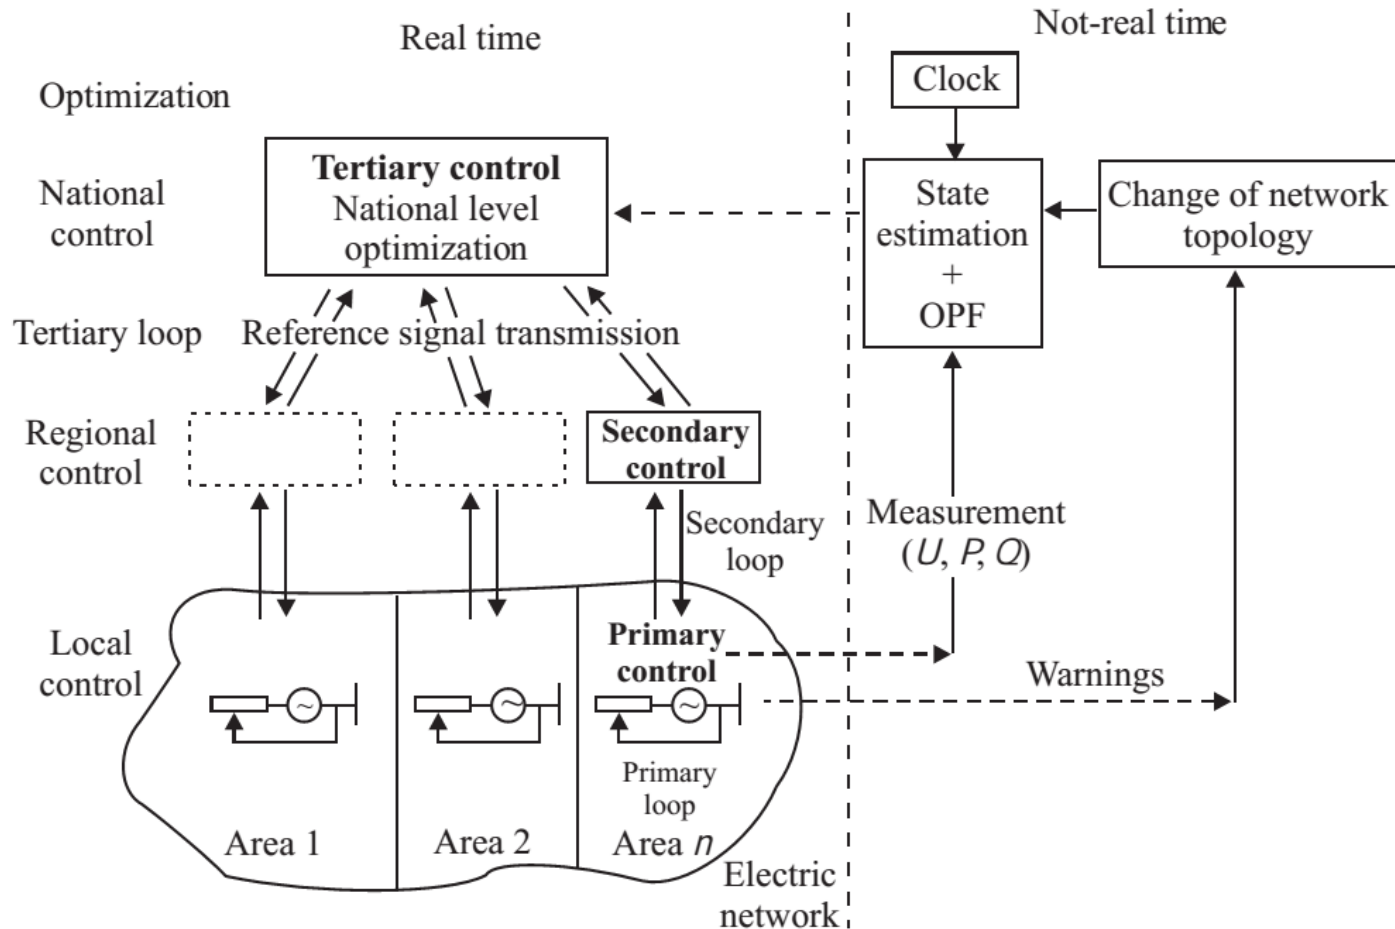 Real time
Not-real time
Optimization
Clock
National
control
Tertiary control
National level
optimization
State
estimation
+
OPF
Change of network
topology
Tertiary loop
Reference signal transmission
Regional
control
Secondary
control
Secondary
loop
Measurement
(U, P, Q)
Local
control
Primary
control
Warnings
~
~
~
Primary
loop
Area 1
Area 2
Area n
Electric
network